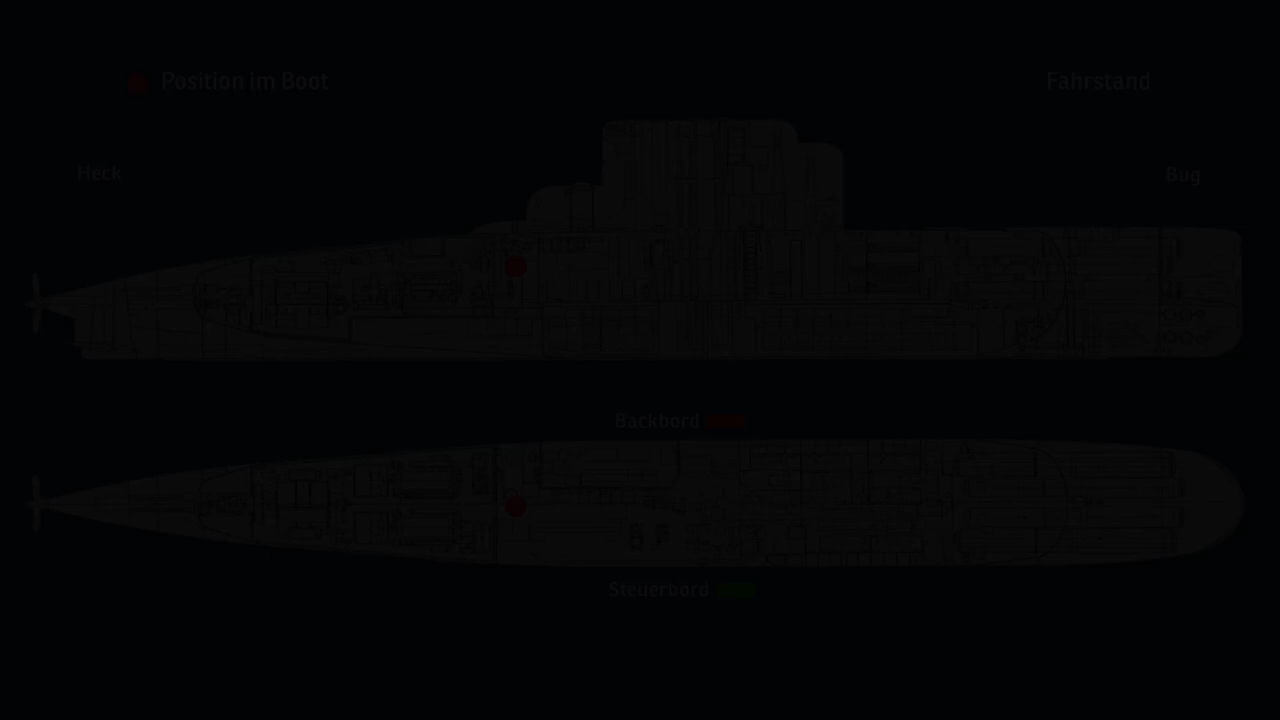 Position im Boot
Fahrstand
Heck
Bug
Backbord
Steuerbord